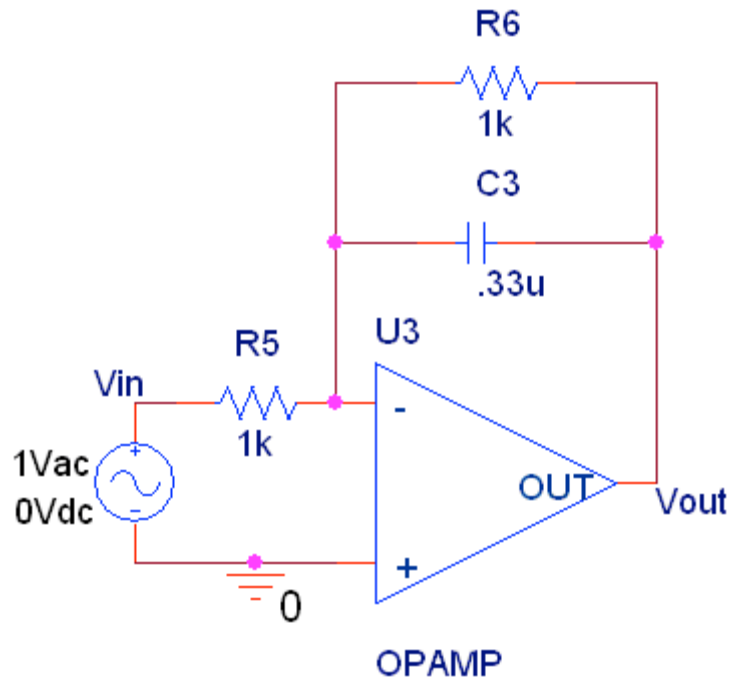 R6
1k
C3
.33u
U3
R5
Vin
1k
-
1Vac
+
0Vdc
-
OUT
Vout
+
0
OPAMP